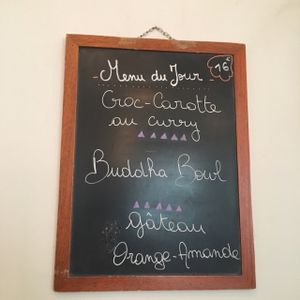 - Menu du Jour -
16€
Croc-Carotte
au curry
Buddha Bowl
gâteau
Orange-Amande